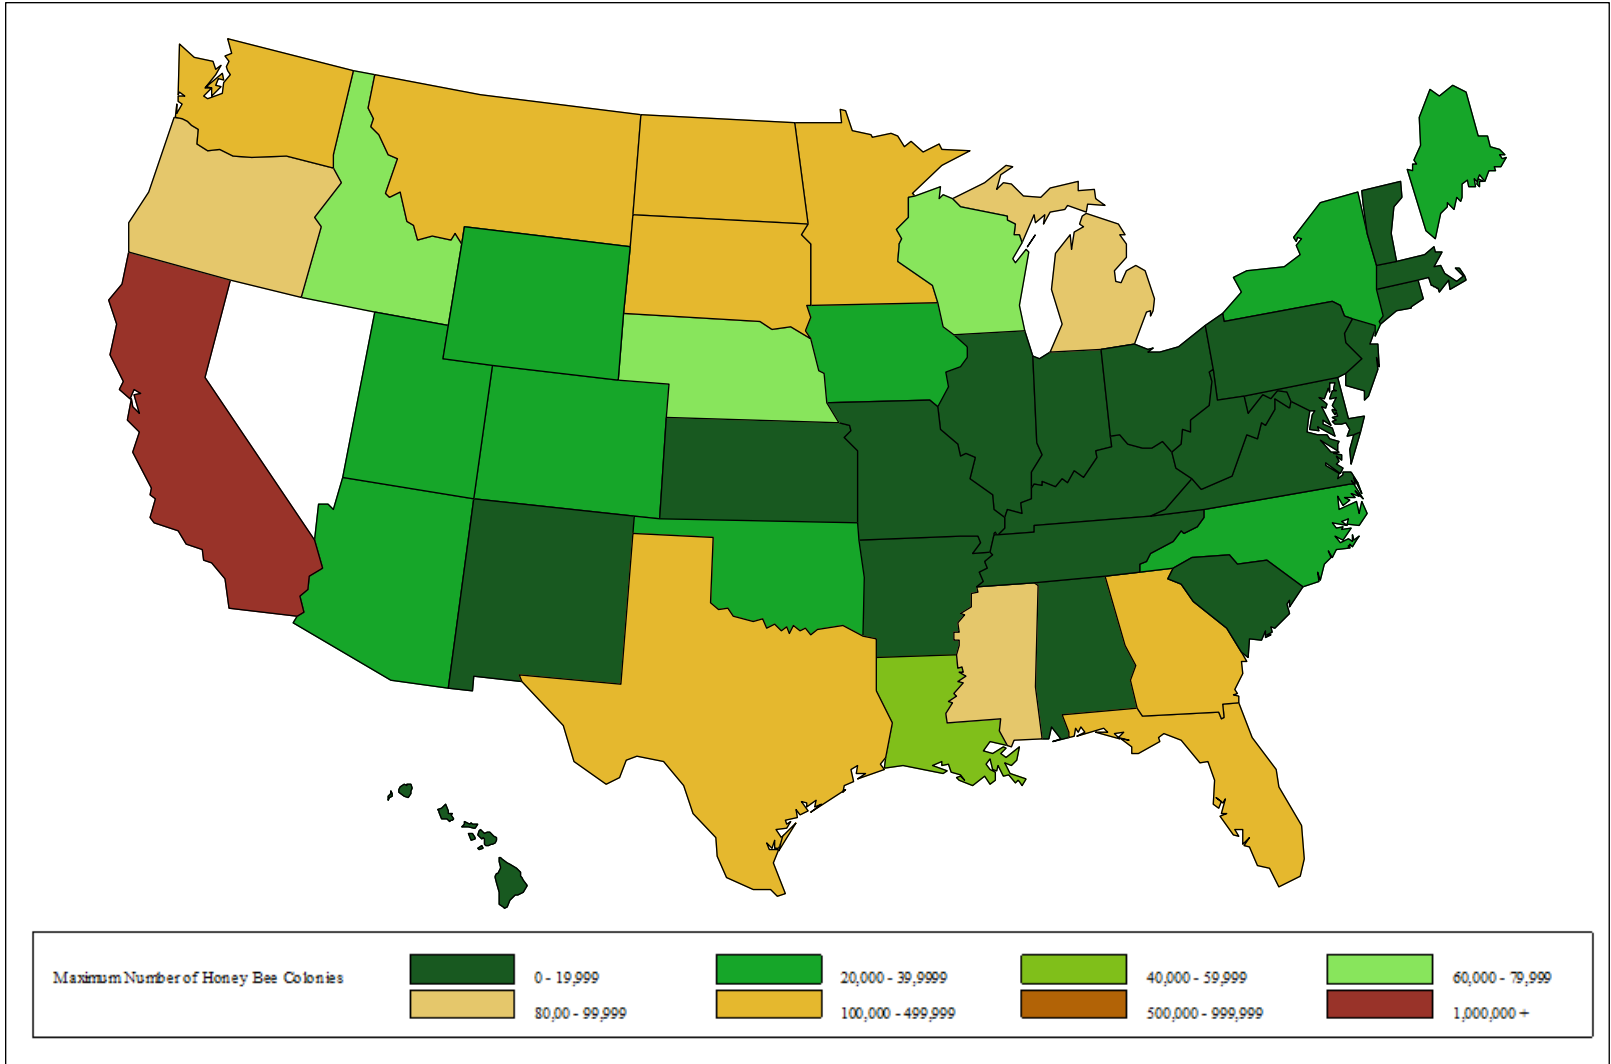 Maximum Number of Honey Bee Colonies
0 - 19,999
20,000 - 39,9999
40,000 - 59,999
60,000 - 79,999
80,00 - 99,999
100,000 - 499,999
500,000 - 999,999
1,000,000 +